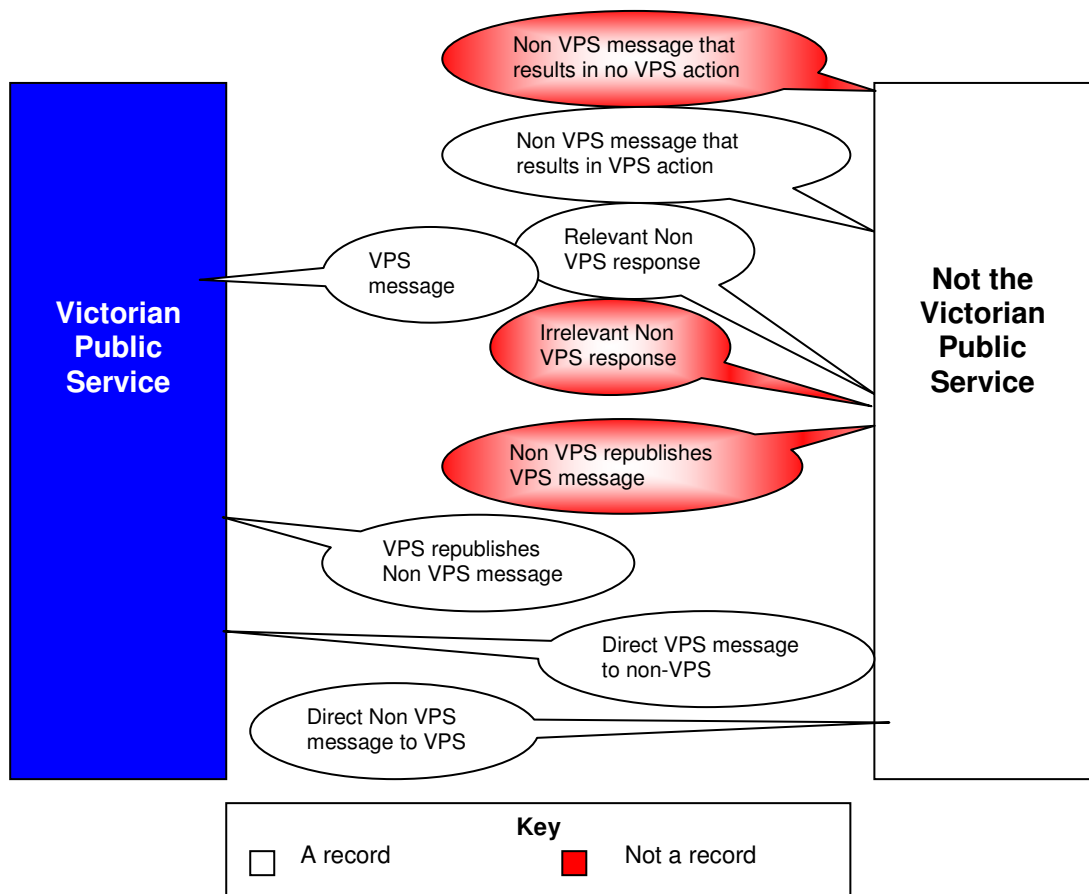 Non VPS message that
results in no VPS action
Non VPS message that
results in VPS action
Relevant Non
VPS response
VPS
message
Victorian
Public
Service
Not the
Victorian
Public
Service
Irrelevant Non
VPS response
Non VPS republishes
VPS message
VPS republishes
Non VPS message
Direct VPS message
to non-VPS
Direct Non VPS
message to VPS
Key
A record
Not a record